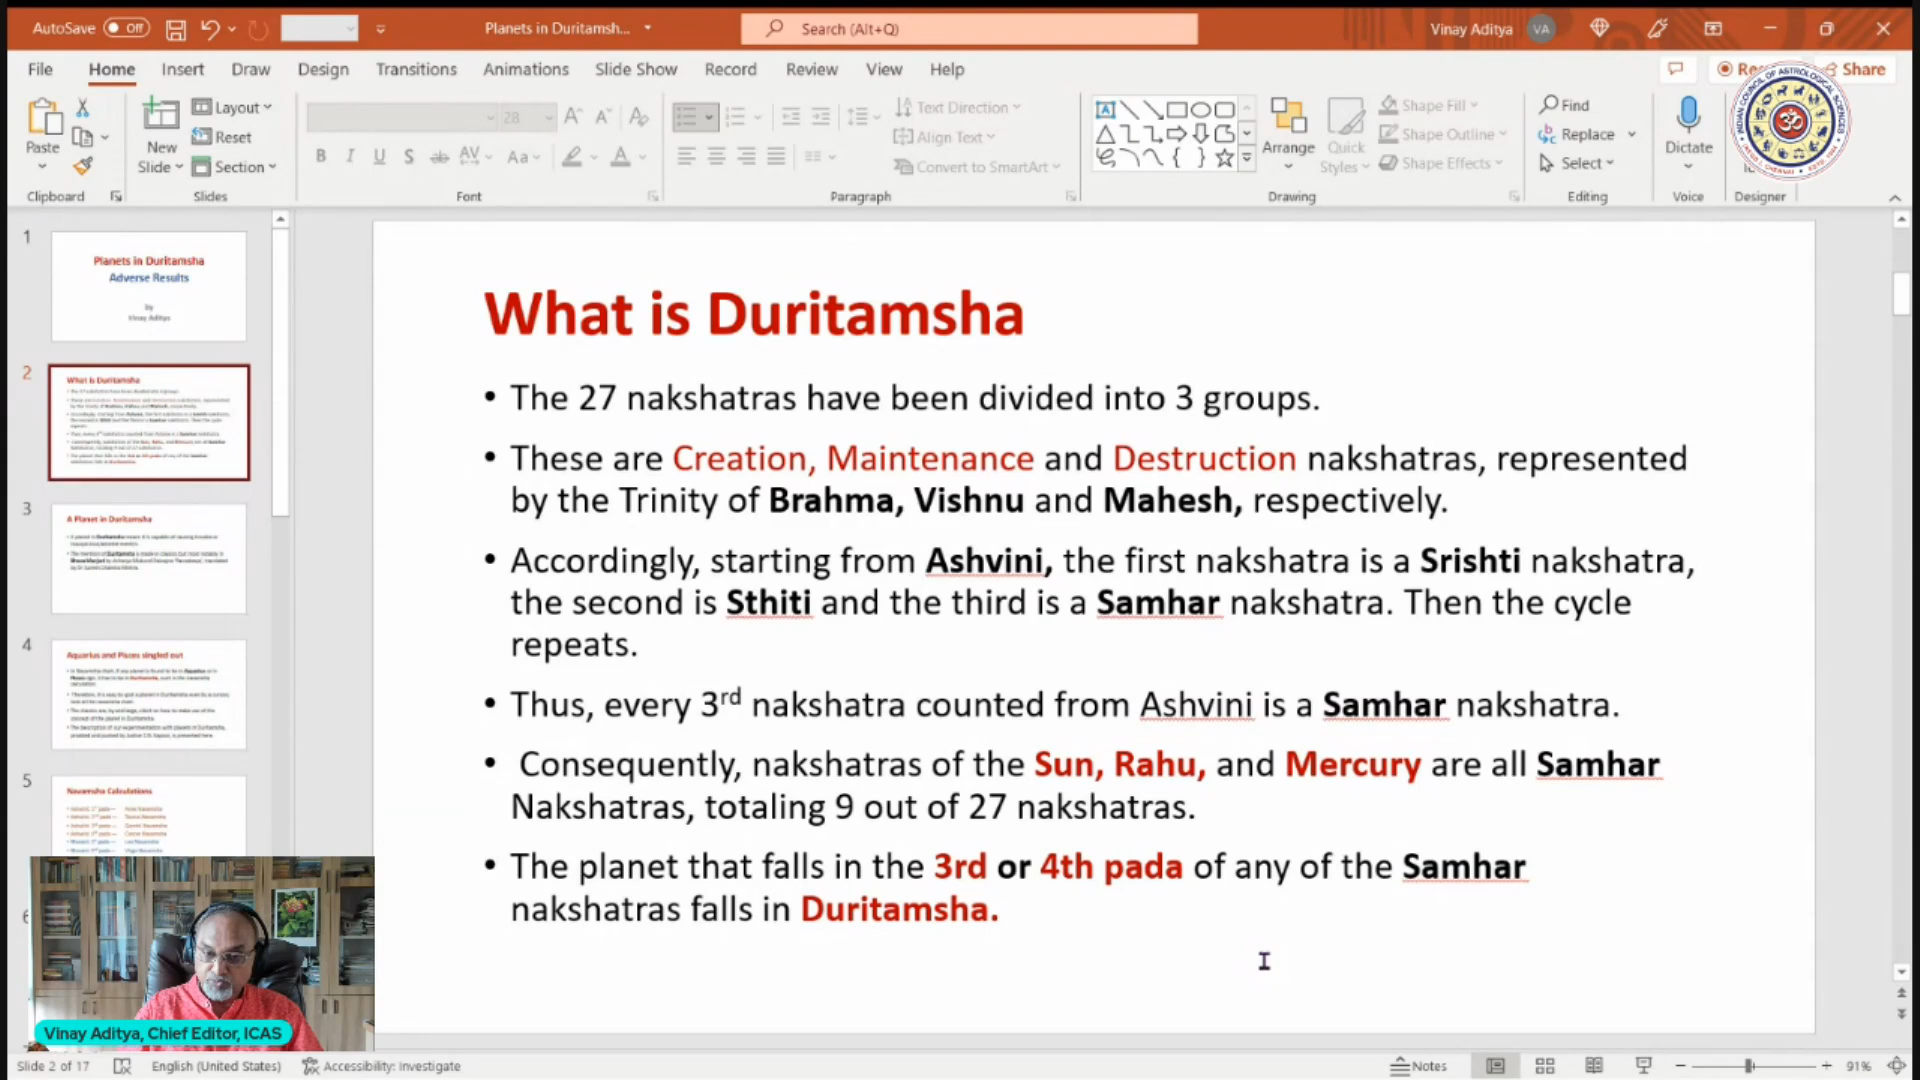 AutoSave Off
Planets in Duritamsh...
Search (Alt+Q)
Vinay Aditya VA
File Home Insert Draw Design Transitions Animations Slide Show Record Review View Help Share
Paste
New
Slide
Layout
Reset
Section
28
Text Direction
Align Text
Convert to SmartArt
Arrange
Quick
Styles
Shape Fill
Shape Outline
Shape Effects
Find
Replace
Select
Dictate
Clipboard Slides Font Paragraph Drawing Editing Voice Designer
1
Planets in Duritamsha
Adverse Results
by
Vinay Aditya
2
What is Duritamsha
3
A Planet in Duritamsha
4
Aquarius and Pisces singled out
5
Navamsha Calculations
What is Duritamsha
• The 27 nakshatras have been divided into 3 groups.
• These are Creation, Maintenance and Destruction nakshatras, represented
by the Trinity of Brahma, Vishnu and Mahesh, respectively.
• Accordingly, starting from Ashvini, the first nakshatra is a Srishti nakshatra,
the second is Sthiti and the third is a Samhar nakshatra. Then the cycle
repeats.
• Thus, every 3rd nakshatra counted from Ashvini is a Samhar nakshatra.
• Consequently, nakshatras of the Sun, Rahu, and Mercury are all Samhar
Nakshatras, totaling 9 out of 27 nakshatras.
• The planet that falls in the 3rd or 4th pada of any of the Samhar
nakshatras falls in Duritamsha.
Vinay Aditya, Chief Editor, ICAS
Slide 2 of 17 English (United States) Accessibility: Investigate Notes 91%